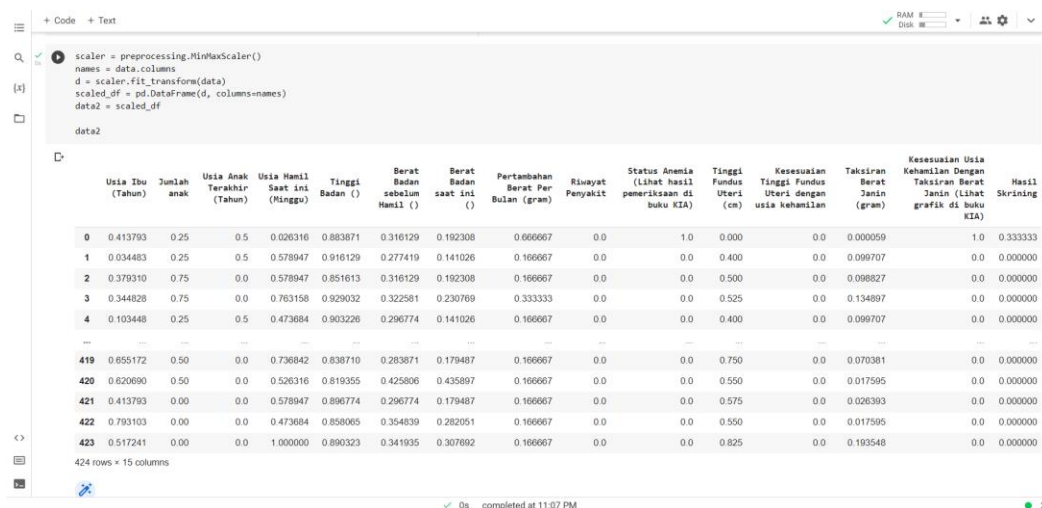 + Code + Text
RAM
Disk
0s
{x}
scaler = preprocessing.MinMaxScaler()
names = data.columns
d = scaler.fit_transform(data)
scaled_df = pd.DataFrame(d, columns=names)
data2 = scaled_df
data2
Usia Ibu (Tahun) Jumlah anak Usia Anak Terakhir (Tahun) Usia Hamil Saat ini (Minggu) Tinggi Badan () Berat Badan sebelum Hamil () Berat Badan saat ini () Pertambahan Berat Per Bulan (gram) Riwayat Penyakit Status Anemia (Lihat hasil pemeriksaan di buku KIA) Tinggi Fundus Uteri (cm) Kesesuaian Tinggi Fundus Uteri dengan usia kehamilan Taksiran Berat Janin (gram) Kesesuaian Usia Kehamilan Dengan Taksiran Berat Janin (Lihat grafik di buku KIA) Hasil Skrining
0 0.413793 0.25 0.5 0.026316 0.883871 0.316129 0.192308 0.666667 0.0 1.0 0.000 0.0 0.000059 1.0 0.333333
1 0.034483 0.25 0.5 0.578947 0.916129 0.277419 0.141026 0.166667 0.0 0.0 0.400 0.0 0.099707 0.0 0.000000
2 0.379310 0.75 0.0 0.578947 0.851613 0.316129 0.192308 0.166667 0.0 0.0 0.500 0.0 0.098827 0.0 0.000000
3 0.344828 0.75 0.0 0.763158 0.929032 0.322581 0.230769 0.333333 0.0 0.0 0.525 0.0 0.134897 0.0 0.000000
4 0.103448 0.25 0.5 0.473684 0.903226 0.296774 0.141026 0.166667 0.0 0.0 0.400 0.0 0.099707 0.0 0.000000
... ... ... ... ... ... ... ... ... ... ... ... ... ... ... ...
419 0.655172 0.50 0.0 0.736842 0.838710 0.283871 0.179487 0.166667 0.0 0.0 0.750 0.0 0.070381 0.0 0.000000
420 0.620690 0.50 0.0 0.526316 0.819355 0.425806 0.435897 0.166667 0.0 0.0 0.550 0.0 0.017595 0.0 0.000000
421 0.413793 0.00 0.0 0.578947 0.896774 0.296774 0.179487 0.166667 0.0 0.0 0.575 0.0 0.026393 0.0 0.000000
422 0.793103 0.00 0.0 0.473684 0.858065 0.354839 0.282051 0.166667 0.0 0.0 0.550 0.0 0.017595 0.0 0.000000
423 0.517241 0.00 0.0 1.000000 0.890323 0.341935 0.307692 0.166667 0.0 0.0 0.825 0.0 0.193548 0.0 0.000000
424 rows × 15 columns
0s completed at 11:07 PM